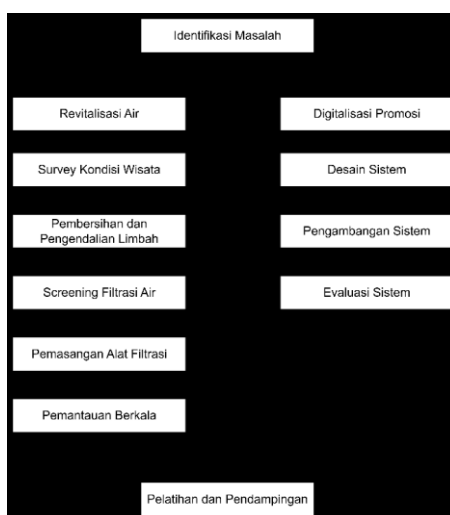 Identifikasi Masalah
Revitalisasi Air
Digitalisasi Promosi
Survey Kondisi Wisata
Desain Sistem
Pembersihan dan
Pengendalian Limbah
Pengambangan Sistem
Screening Filtrasi Air
Evaluasi Sistem
Pemasangan Alat Filtrasi
Pemantauan Berkala
Pelatihan dan Pendampingan